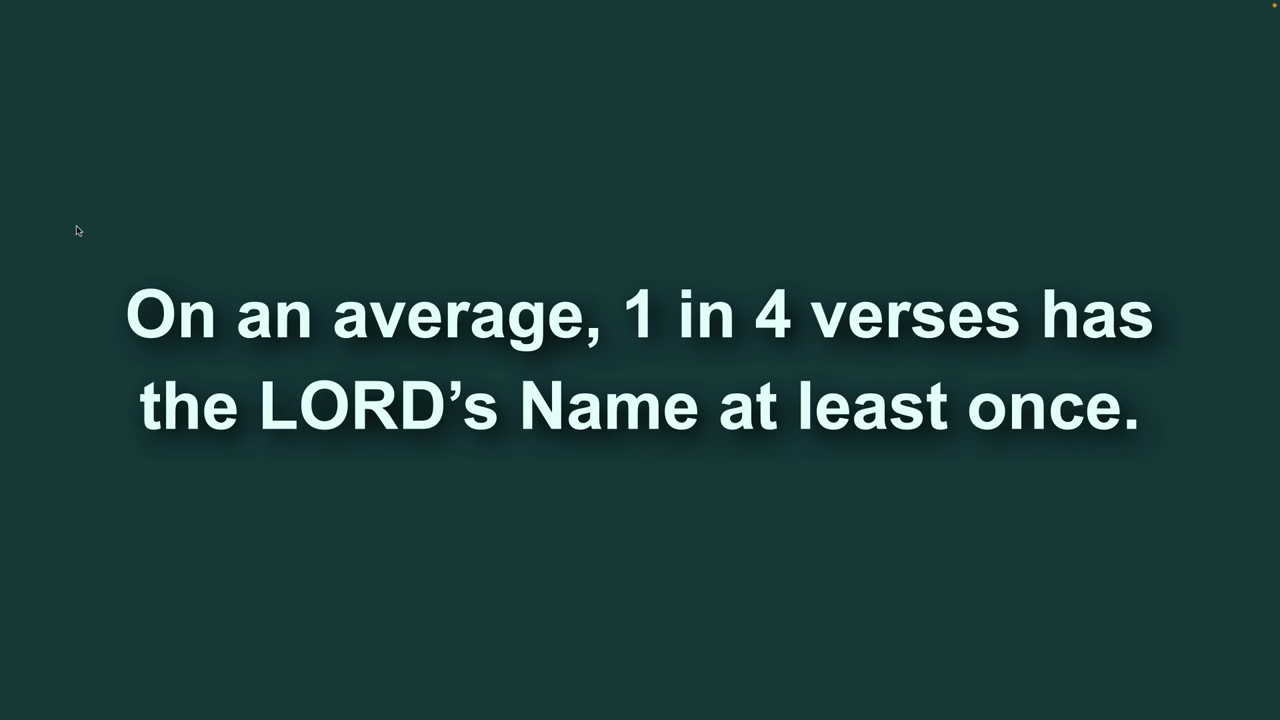 On an average, 1 in 4 verses has
the LORD’s Name at least once.